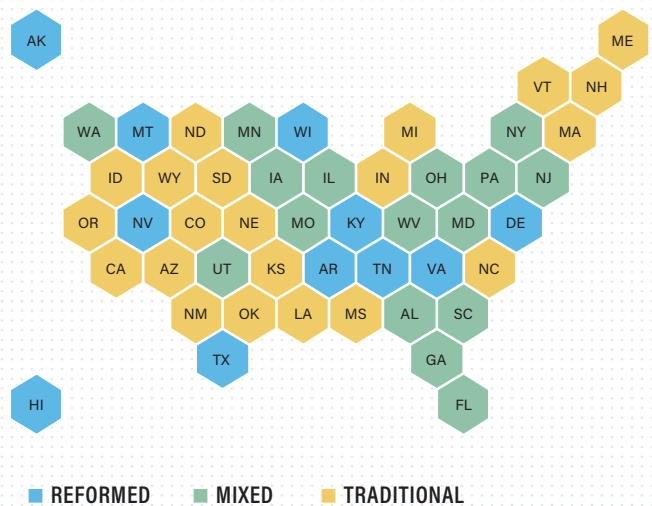 AK ME
VT NH
WA MT ND MN WI MI NY MA
ID WY SD IA IL IN OH PA NJ
OR NV CO NE MO KY WV MD DE
CA AZ UT KS AR TN VA NC
NM OK LA MS AL SC
TX GA
HI FL
REFORMED MIXED TRADITIONAL